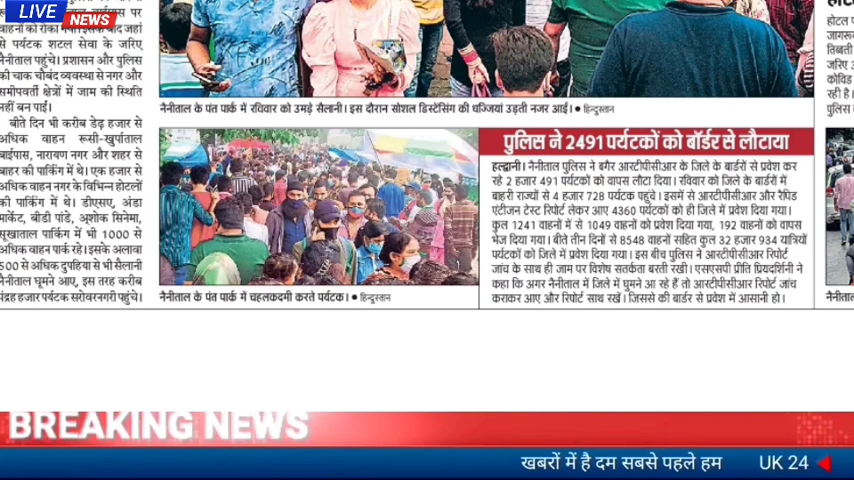 LIVE
NEWS
वाहनों को रोका
से पर्यटक शटल सेवा के जरिए
नैनीताल पहुंचे। प्रशासन और पुलिस
की चाक चौबंद व्यवस्था से नगर और
समीपवर्ती क्षेत्रों में जाम की स्थिति
नहीं बन पाई।
बीते दिन भी करीब डेढ़ हजार से
अधिक वाहन रूसी-खुर्पाताल
बाईपास, नारायण नगर और शहर से
बाहर की पार्किंग में थे। एक हजार से
अधिक वाहन नगर के विभिन्न होटलों
की पार्किंग में थे। डीएसए, अंडा
मार्केट, बीडी पांडे, अशोक सिनेमा,
सूखाताल पार्किंग में भी 1000 से
अधिक वाहन पार्क रहे। इसके अलावा
500 से अधिक दुपहिया से भी सैलानी
नैनीताल घूमने आए, इस तरह करीब
पंद्रह हजार पर्यटक सरोवरनगरी पहुंचे।
नैनीताल के पंत पार्क में रविवार को उमड़े सैलानी। इस दौरान सोशल डिस्टेंसिंग की धज्जियां उड़ती नजर आई। ● हिन्दुस्तान
नैनीताल के पंत पार्क में चहलकदमी करते पर्यटक। ● हिन्दुस्तान
पुलिस ने 2491 पर्यटकों को बॉर्डर से लौटाया
हल्द्वानी। नैनीताल पुलिस ने बगैर आरटीपीसीआर के जिले के बार्डरों से प्रवेश कर
रहे 2 हजार 491 पर्यटकों को वापस लौटा दिया। रविवार को जिले के बार्डरों में
बाहरी राज्यों से 4 हजार 728 पर्यटक पहुंचे। इसमें से आरटीपीसीआर और रैपिड
एंटीजन टेस्ट रिपोर्ट लेकर आए 4360 पर्यटकों को ही जिले में प्रवेश दिया गया।
कुल 1241 वाहनों में से 1049 वाहनों को प्रवेश दिया गया, 192 वाहनों को वापस
भेज दिया गया। बीते तीन दिनों से 8548 वाहनों सहित कुल 32 हजार 934 यात्रियों
पर्यटकों को जिले में प्रवेश दिया गया। इस बीच पुलिस ने आरटीपीसीआर रिपोर्ट
जांच के साथ ही जाम पर विशेष सतर्कता बरती रखी। एसएसपी प्रीति प्रियदर्शिनी ने
कहा कि अगर नैनीताल में जिले में घुमने आ रहे हैं तो आरटीपीसीआर रिपोर्ट जांच
कराकर आए और रिपोर्ट साथ रखें। जिससे की बार्डर से प्रवेश में आसानी हो।
होटल
जागरू
तिब्बती
जरिए
कोविड
रही है।
पुलिस
नैनीता
BREAKING NEWS
खबरों में है दम सबसे पहले हम
UK 24